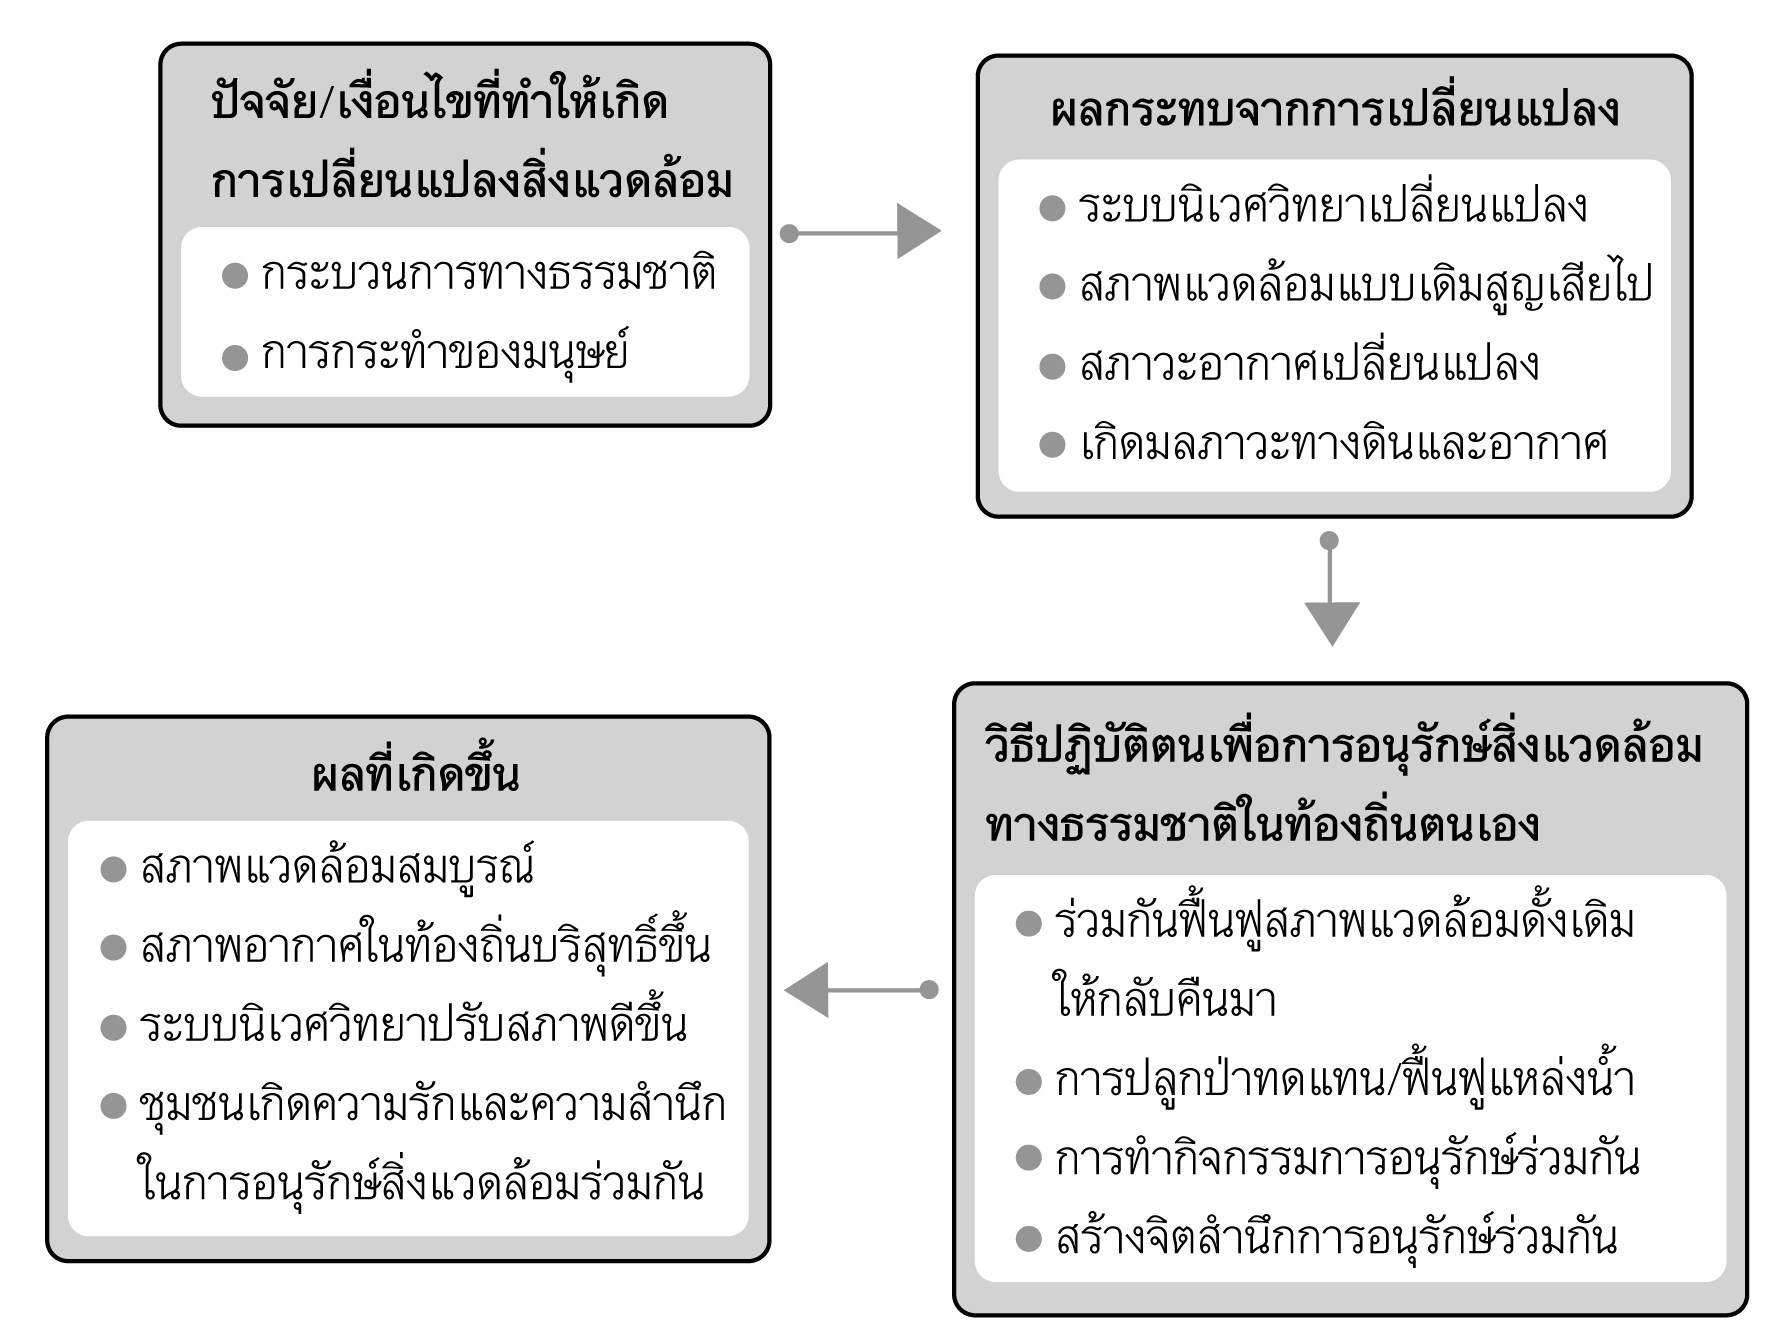 ปัจจัย/เงื่อนไขที่ทำให้เกิด
การเปลี่ยนแปลงสิ่งแวดล้อม
● กระบวนการทางธรรมชาติ
● การกระทำของมนุษย์
ผลกระทบจากการเปลี่ยนแปลง
● ระบบนิเวศวิทยาเปลี่ยนแปลง
● สภาพแวดล้อมแบบเดิมสูญเสียไป
● สภาวะอากาศเปลี่ยนแปลง
● เกิดมลภาวะทางดินและอากาศ
วิธีปฏิบัติตนเพื่อการอนุรักษ์สิ่งแวดล้อม
ทางธรรมชาติในท้องถิ่นตนเอง
● ร่วมกันฟื้นฟูสภาพแวดล้อมดั้งเดิม
ให้กลับคืนมา
● การปลูกป่าทดแทน/ฟื้นฟูแหล่งน้ำ
● การทำกิจกรรมการอนุรักษ์ร่วมกัน
● สร้างจิตสำนึกการอนุรักษ์ร่วมกัน
ผลที่เกิดขึ้น
● สภาพแวดล้อมสมบูรณ์
● สภาพอากาศในท้องถิ่นบริสุทธิ์ขึ้น
● ระบบนิเวศวิทยาปรับสภาพดีขึ้น
● ชุมชนเกิดความรักและความสำนึก
ในการอนุรักษ์สิ่งแวดล้อมร่วมกัน